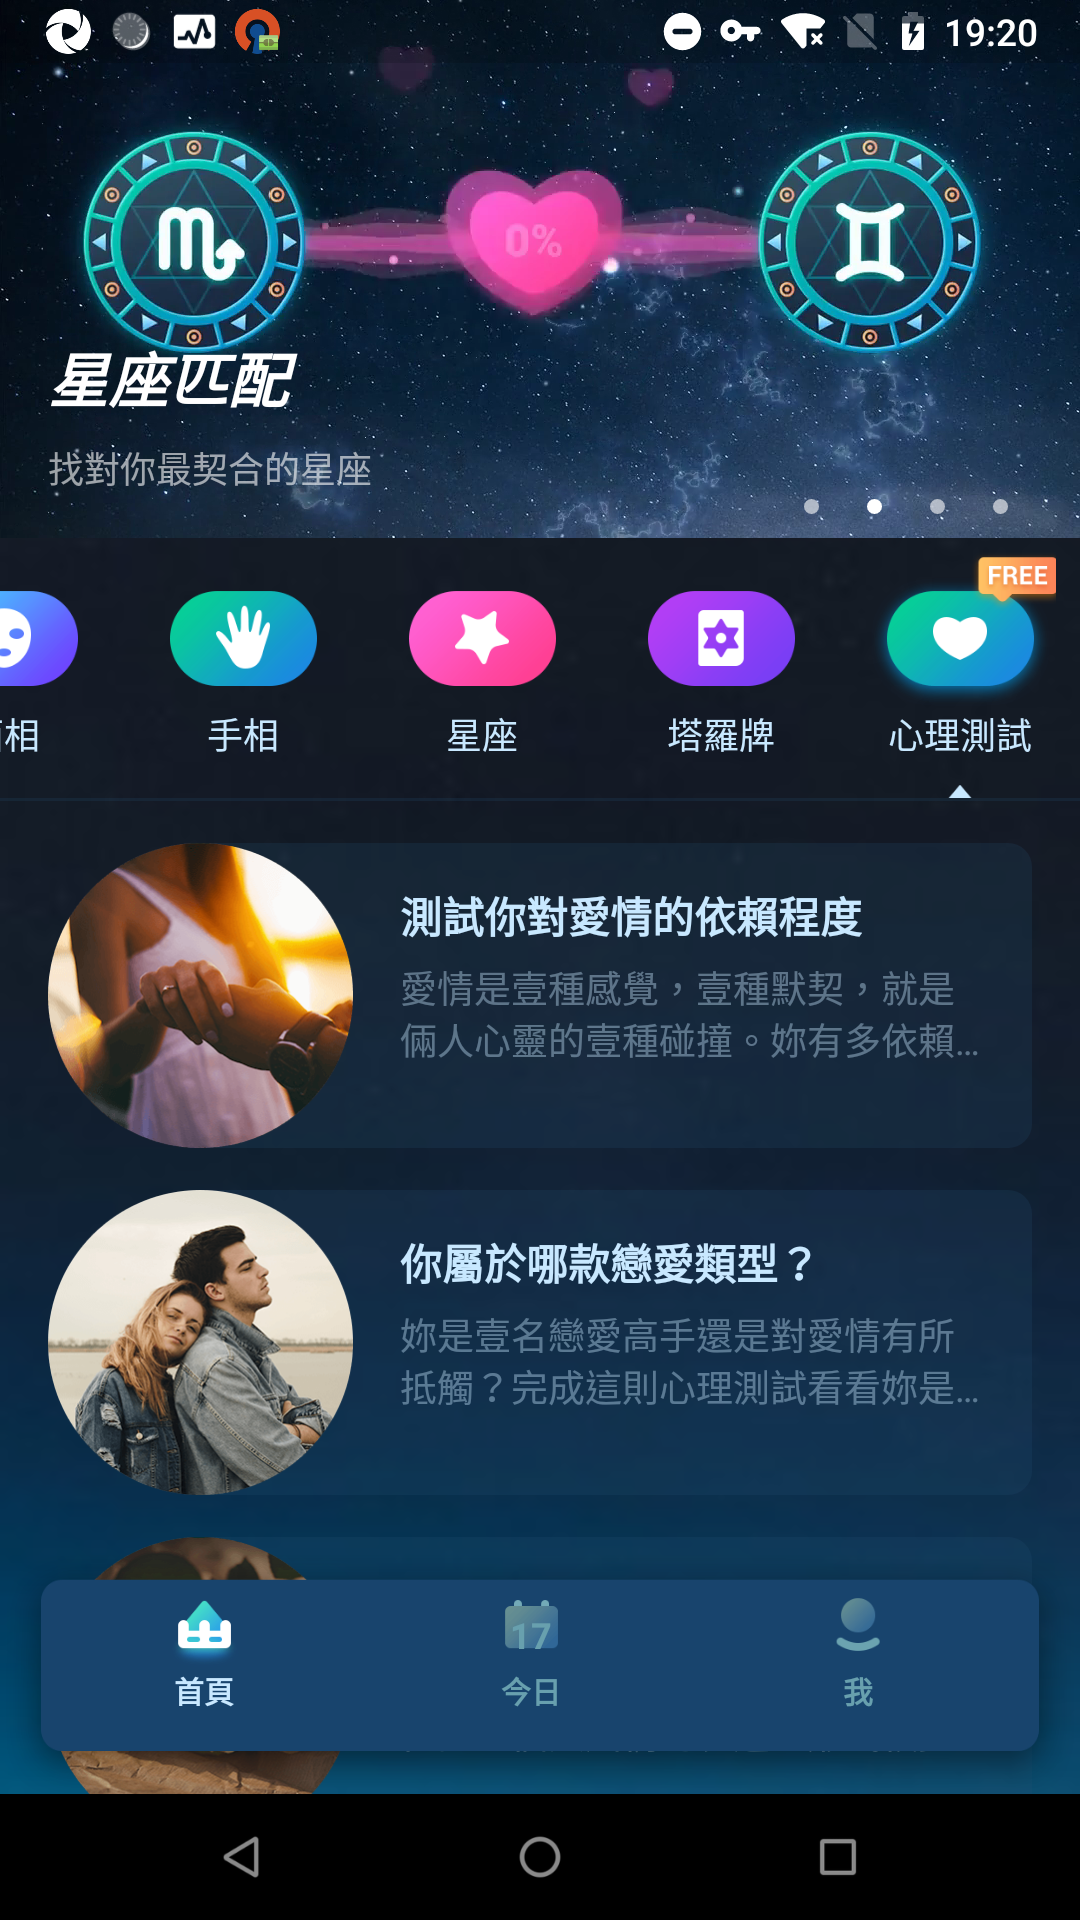 19:20
0%
星座匹配
找對你最契合的星座
FREE
相
手相
星座
塔羅牌
心理測試
測試你對愛情的依賴程度
愛情是壹種感覺，壹種默契，就是
倆人心靈的壹種碰撞。妳有多依賴...
你屬於哪款戀愛類型？
妳是壹名戀愛高手還是對愛情有所
抵觸？完成這則心理測試看看妳是...
17
首頁
今日
我